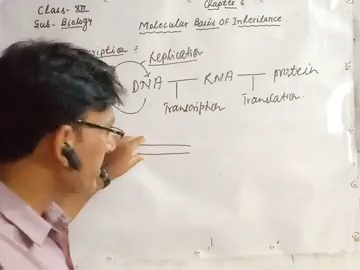 Class- XII
Chapter 6
Sub- Biology
Molecular Basis Of Inheritance
Replication
DNA — RNA — protein
Transcription Translation.